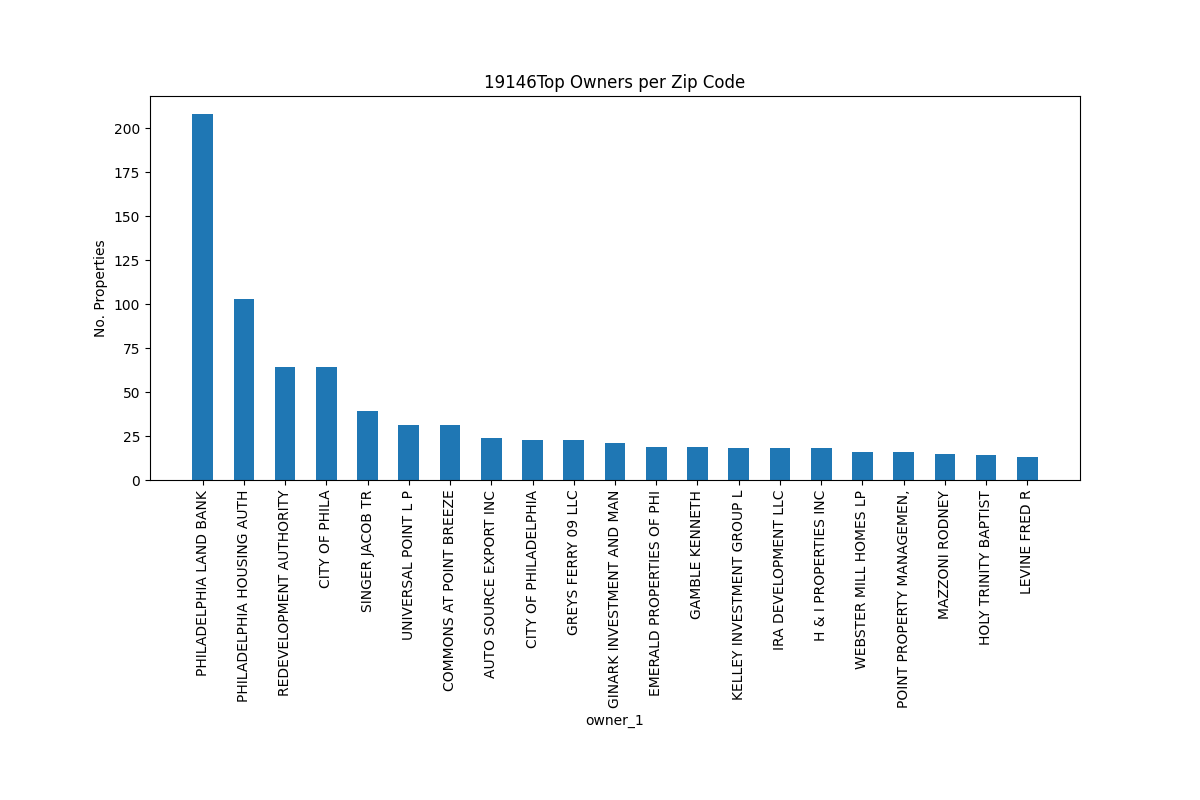 19146Top Owners per Zip Code
No. Properties
200
175
150
125
100
75
50
25
0
PHILADELPHIA LAND BANK
PHILADELPHIA HOUSING AUTH
REDEVELOPMENT AUTHORITY
CITY OF PHILA
SINGER JACOB TR
UNIVERSAL POINT L P
COMMONS AT POINT BREEZE
AUTO SOURCE EXPORT INC
CITY OF PHILADELPHIA
GREYS FERRY 09 LLC
GINARK INVESTMENT AND MAN
EMERALD PROPERTIES OF PHI
GAMBLE KENNETH
KELLEY INVESTMENT GROUP L
IRA DEVELOPMENT LLC
H & I PROPERTIES INC
WEBSTER MILL HOMES LP
POINT PROPERTY MANAGEMEN,
MAZZONI RODNEY
HOLY TRINITY BAPTIST
LEVINE FRED R
owner_1